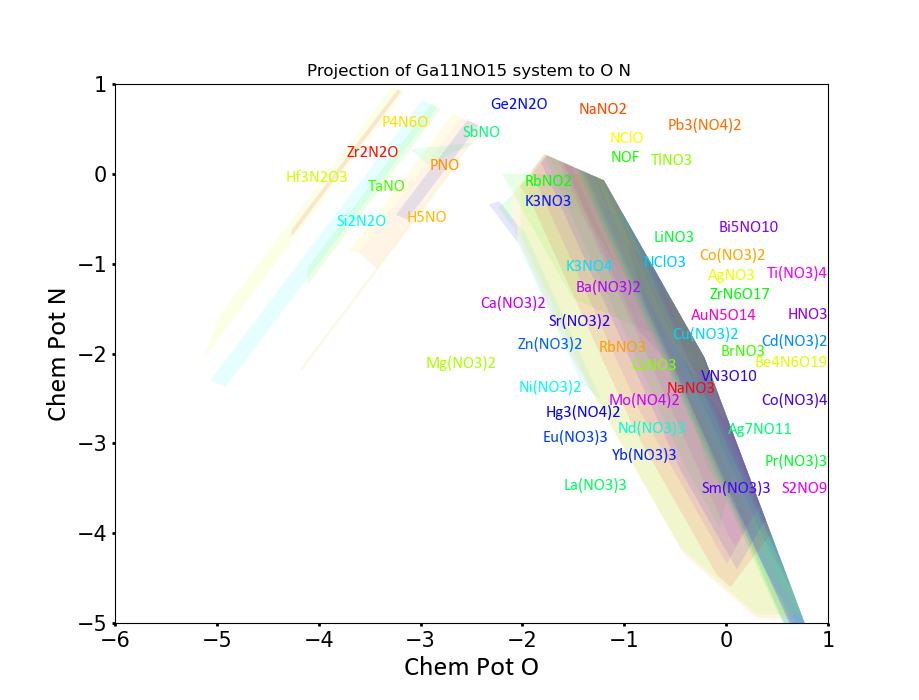 Projection of Ga11NO15 system to O N
1
Ge2N2O
NaNO2
P4N6O
SbNO
Pb3(NO4)2
NClO
Zr2N2O
PNO
NOF
TlNO3
0
Hf3N2O3
TaNO
RbNO2
K3NO3
Si2N2O
H5NO
Bi5NO10
LiNO3
Co(NO3)2
−1
K3NO4
NClO3
AgNO3
Ti(NO3)4
Ba(NO3)2
ZrN6O17
Ca(NO3)2
AuN5O14
HNO3
Sr(NO3)2
Cu(NO3)2
Cd(NO3)2
Zn(NO3)2
RbNO3
BrNO3
−2
Mg(NO3)2
CsNO3
Be4N6O19
VN3O10
Ni(NO3)2
NaNO3
Mo(NO4)2
Co(NO3)4
Hg3(NO4)2
Nd(NO3)3
Ag7NO11
Eu(NO3)3
−3
Yb(NO3)3
Pr(NO3)3
La(NO3)3
Sm(NO3)3
S2NO9
−4
−5
−6
−5
−4
−3
−2
−1
0
1
Chem Pot O
Chem Pot N